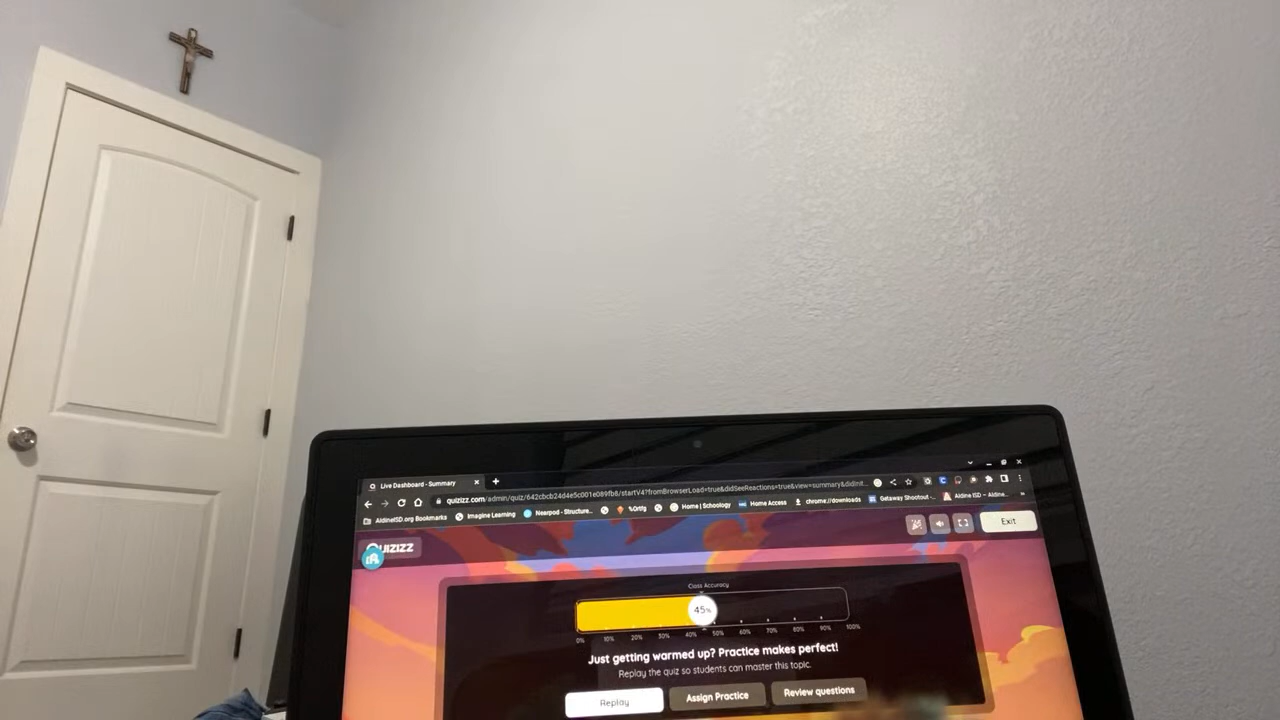 Live Dashboard - Summary
quizizz.com/admin/quiz/642cbcb24d4e5c001e089fb6/startV4?fromBrowserLoad=true&didSeeReactions=true&view=summary&didInit...
AldineISD.org Bookmarks Imagine Learning Nearpod - Structure... %Orlfg Home | Schoology Home Access chrome://downloads Getaway Shootout -... Aldine ISD – Aldine...
QUIZIZZ Exit
Class Accuracy
45%
0% 10% 20% 30% 40% 50% 60% 70% 80% 90% 100%
Just getting warmed up? Practice makes perfect!
Replay the quiz so students can master this topic.
Replay Assign Practice Review questions